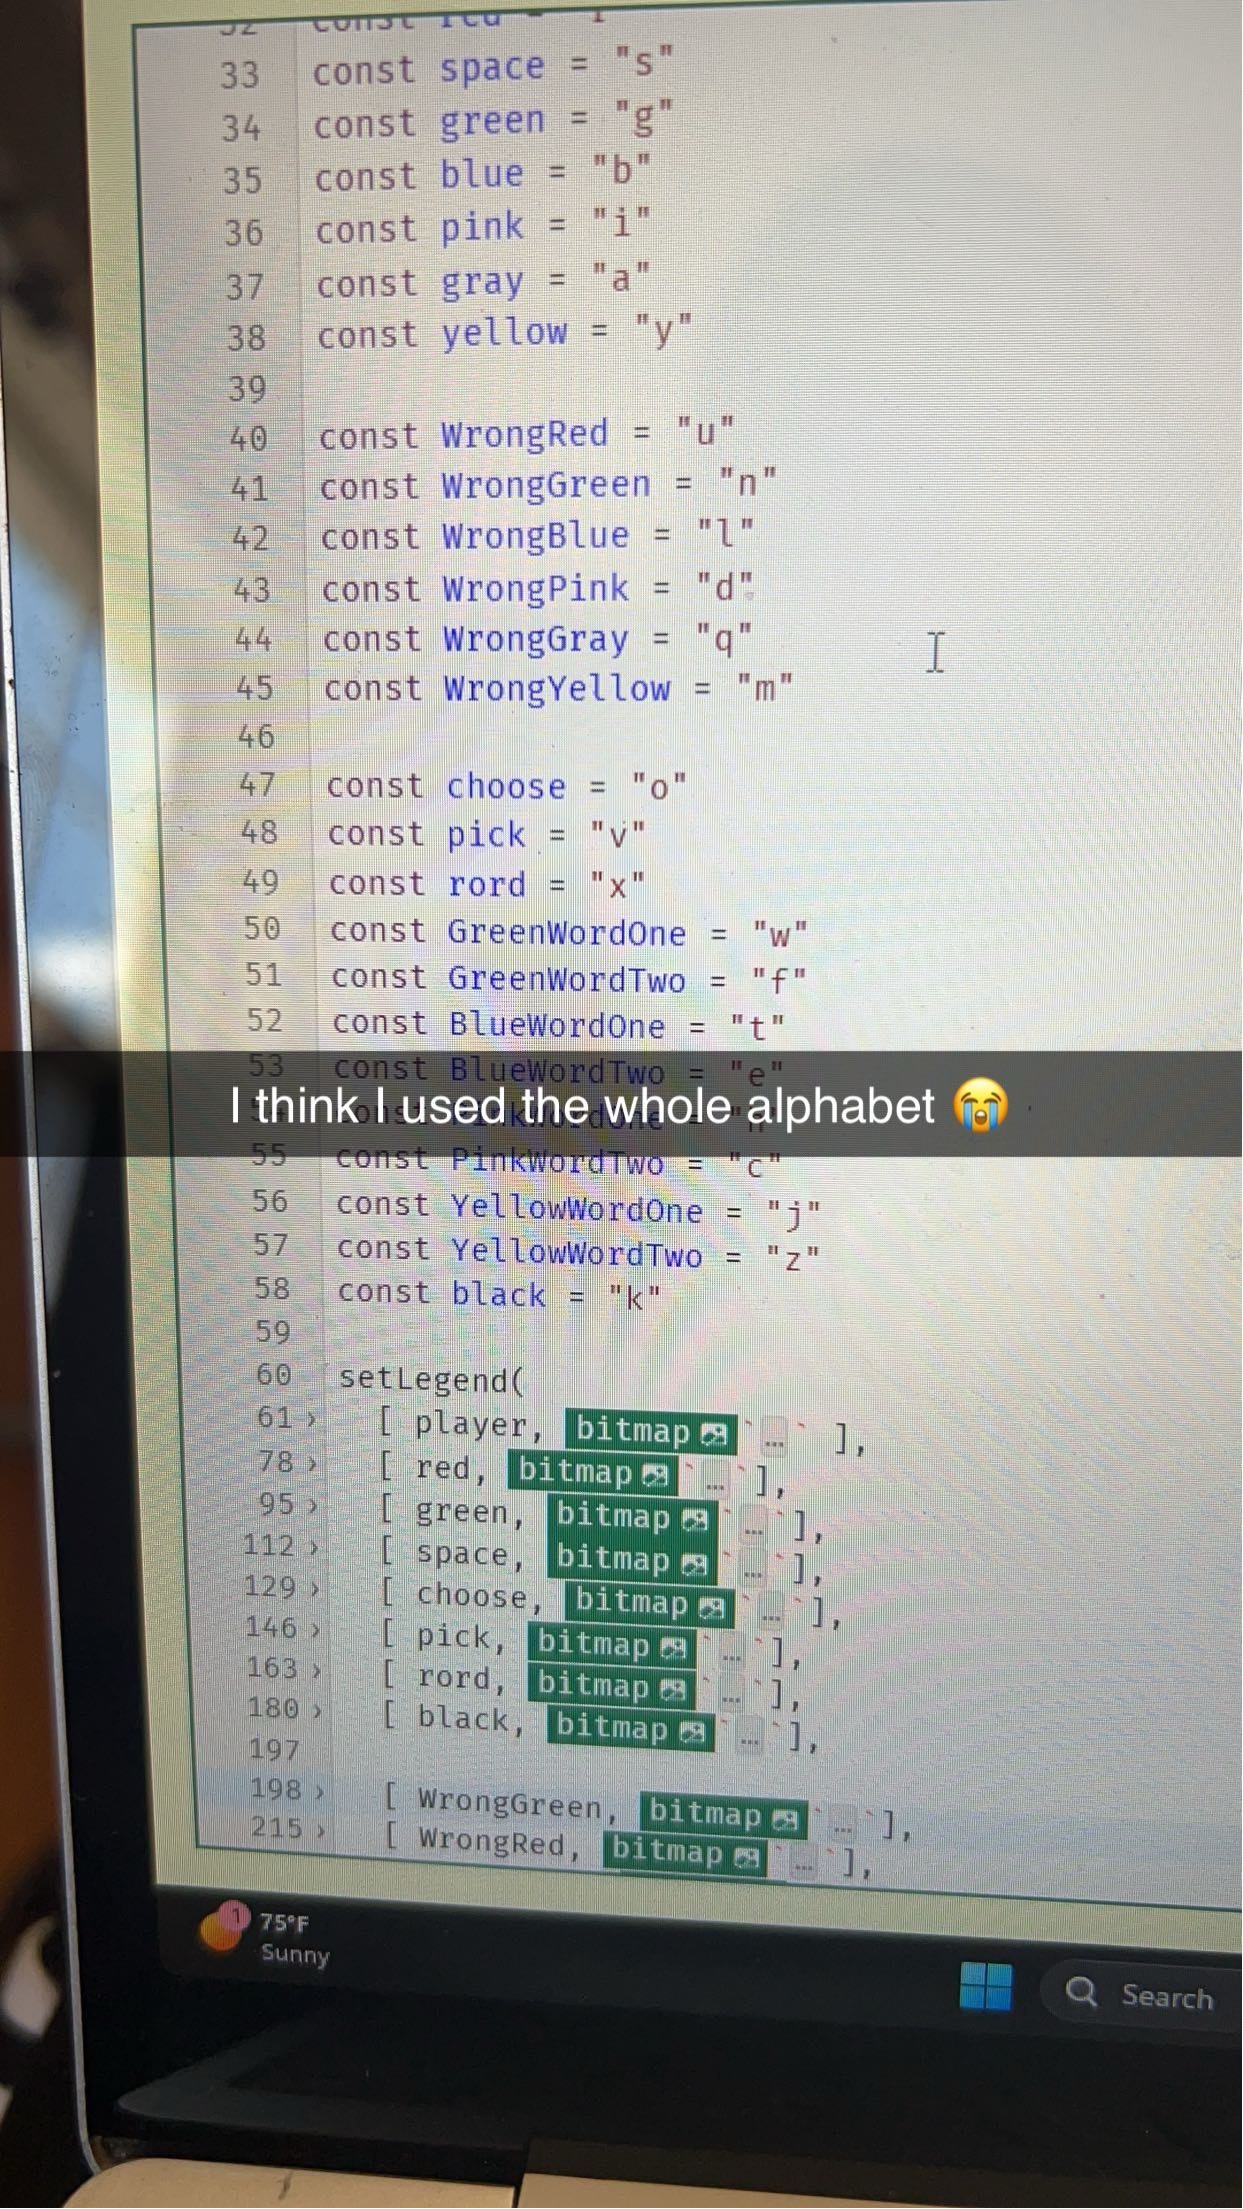 33 const space = "s"
34 const green = "g"
35 const blue = "b"
36 const pink = "i"
37 const gray = "a"
38 const yellow = "y"
39
40 const WrongRed = "u"
41 const WrongGreen = "n"
42 const WrongBlue = "l"
43 const WrongPink = "d"
44 const WrongGray = "q"
45 const WrongYellow = "m"
46
47 const choose = "o"
48 const pick = "v"
49 const rord = "x"
50 const GreenWordOne = "w"
51 const GreenWordTwo = "f"
52 const BlueWordOne = "t"
53 const BlueWordTwo = "e"
I think I used the whole alphabet 😭
const PinkWordOne =
55 const PinkWordTwo = "c"
56 const YellowWordOne = "j"
57 const YellowWordTwo = "z"
58 const black = "k"
59
60 setLegend(
61 › [ player, bitmap`…` ],
78 › [ red, bitmap`…`],
95 › [ green, bitmap`…`],
112 › [ space, bitmap`…`],
129 › [ choose, bitmap`…`],
146 › [ pick, bitmap`…`],
163 › [ rord, bitmap`…`],
180 › [ black, bitmap`…`],
197
198 › [ WrongGreen, bitmap`…`],
215 › [ WrongRed, bitmap`…`],
1
75°F
Sunny
Search